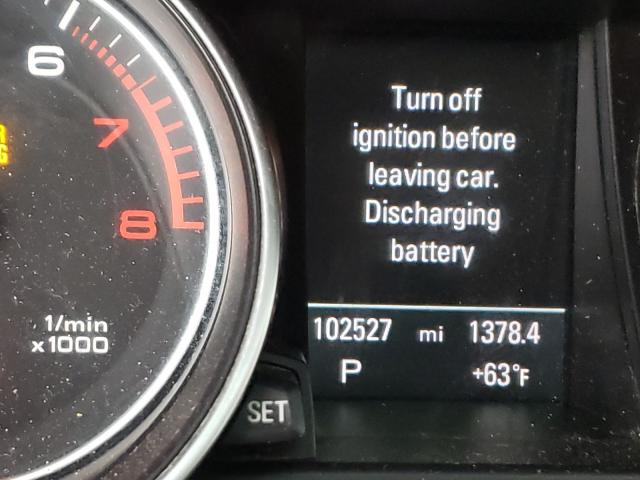 6
7
8
1/min
x1000
Turn off
ignition before
leaving car.
Discharging
battery
102527 mi 1378.4
P +63°F
SET